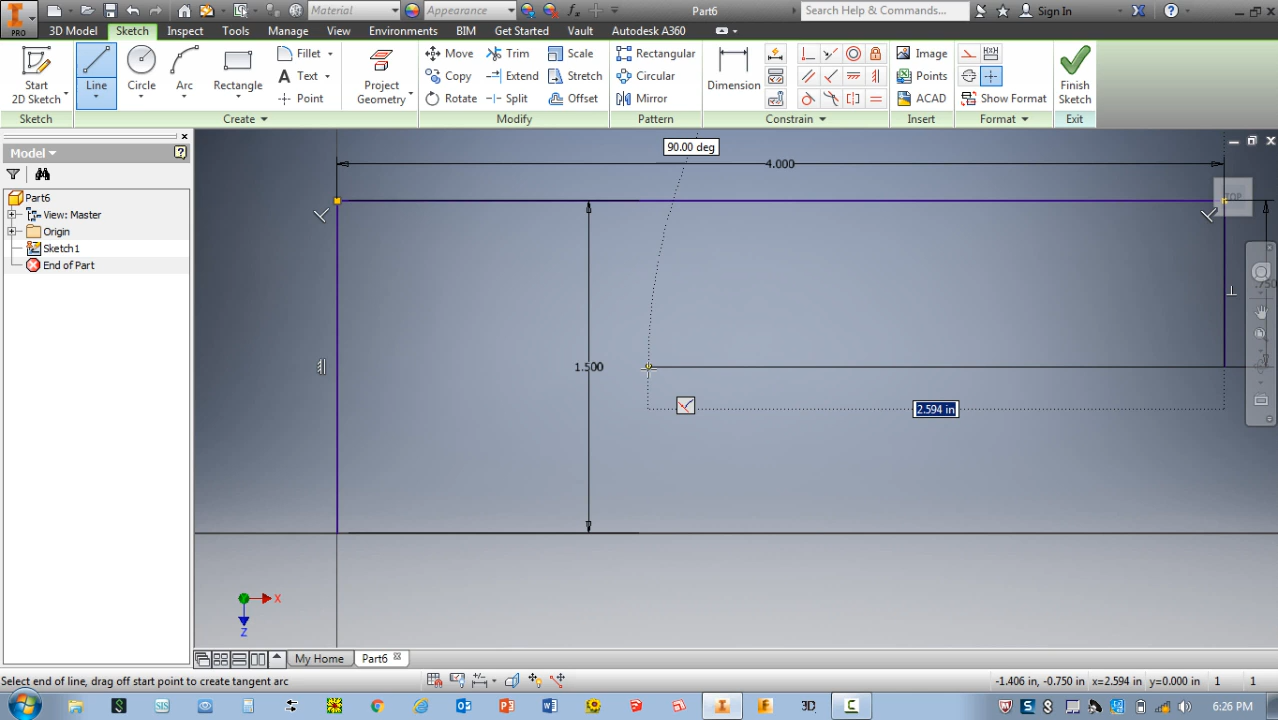 Material
Appearance
Part6
Search Help & Commands...
Sign In
PRO
3D Model
Sketch
Inspect
Tools
Manage
View
Environments
BIM
Get Started
Vault
Autodesk A360
Start
2D Sketch
Line
Circle
Arc
Rectangle
Fillet
Text
Point
Project
Geometry
Move
Copy
Rotate
Trim
Extend
Split
Scale
Stretch
Offset
Rectangular
Circular
Mirror
Dimension
Image
Points
ACAD
Show Format
Finish
Sketch
Sketch
Create
Modify
Pattern
Constrain
Insert
Format
Exit
Model
Part6
View: Master
Origin
Sketch1
End of Part
90.00 deg
4.000
TOP
.750
1.500
2.594 in
X
Z
My Home
Part6
Select end of line, drag off start point to create tangent arc
-1.406 in, -0.750 in
x=2.594 in
y=0.000 in
1
1
SIS
3D
6:26 PM